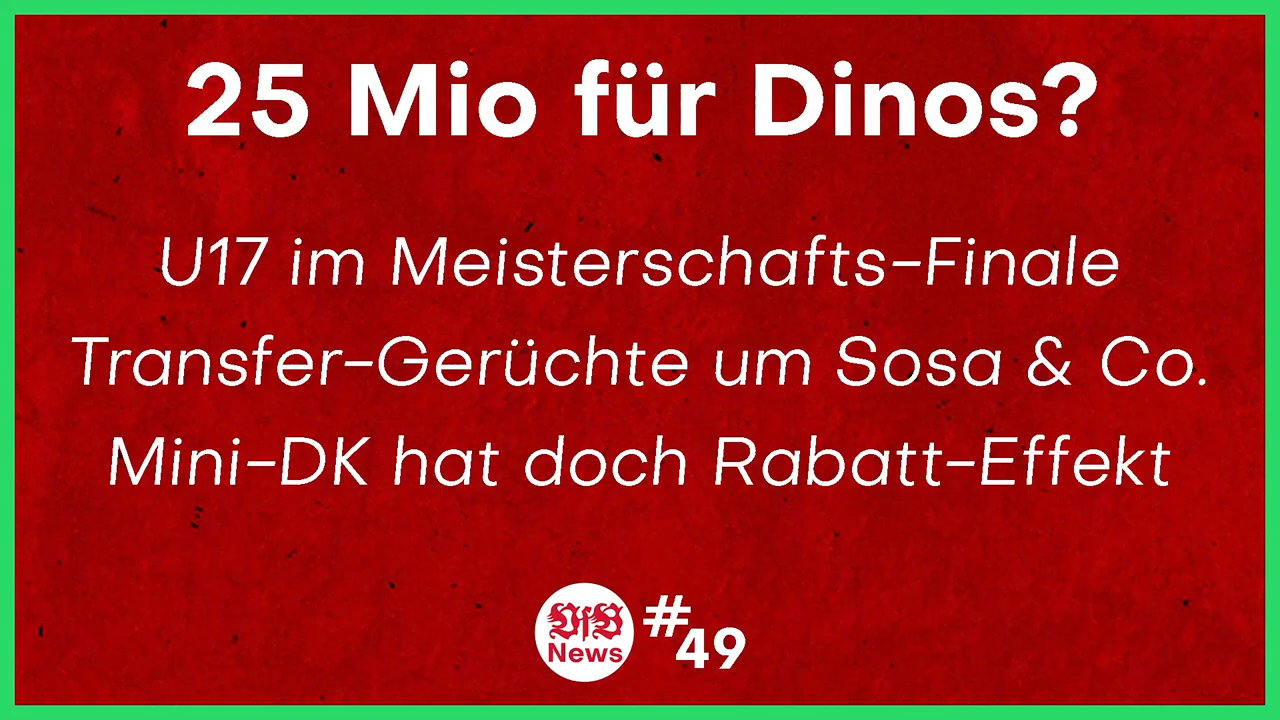 25 Mio für Dinos?
U17 im Meisterschafts-Finale
Transfer-Gerüchte um Sosa & Co.
Mini-DK hat doch Rabatt-Effekt
VfB
News
#49